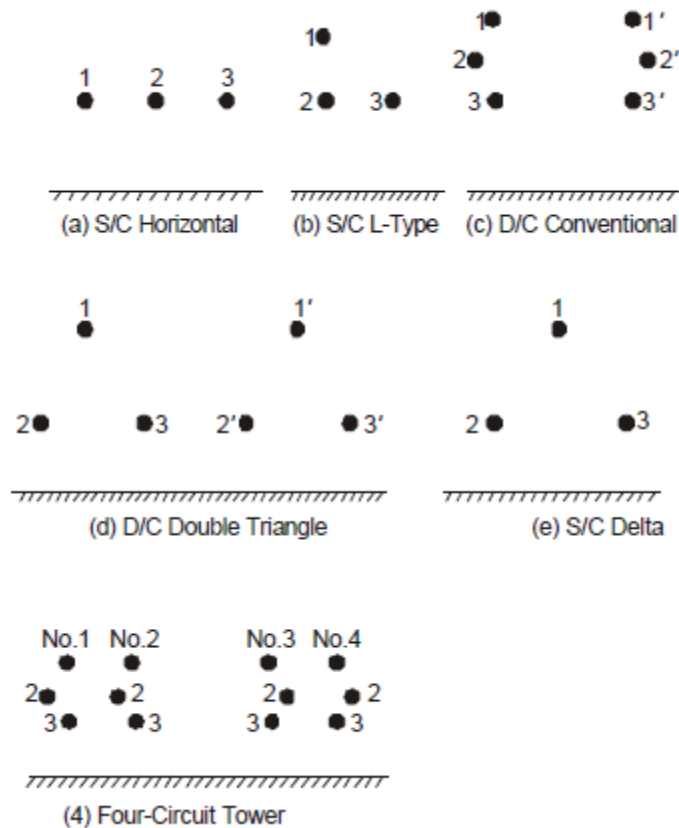 1 2 3
(a) S/C Horizontal
1
2 3
(b) S/C L-Type
1 1′
2 2′
3 3′
(c) D/C Conventional
1 1′
2 3 2′ 3′
(d) D/C Double Triangle
1
2 3
(e) S/C Delta
No.1 No.2 No.3 No.4
2 2 2 2
3 3 3 3
(4) Four-Circuit Tower